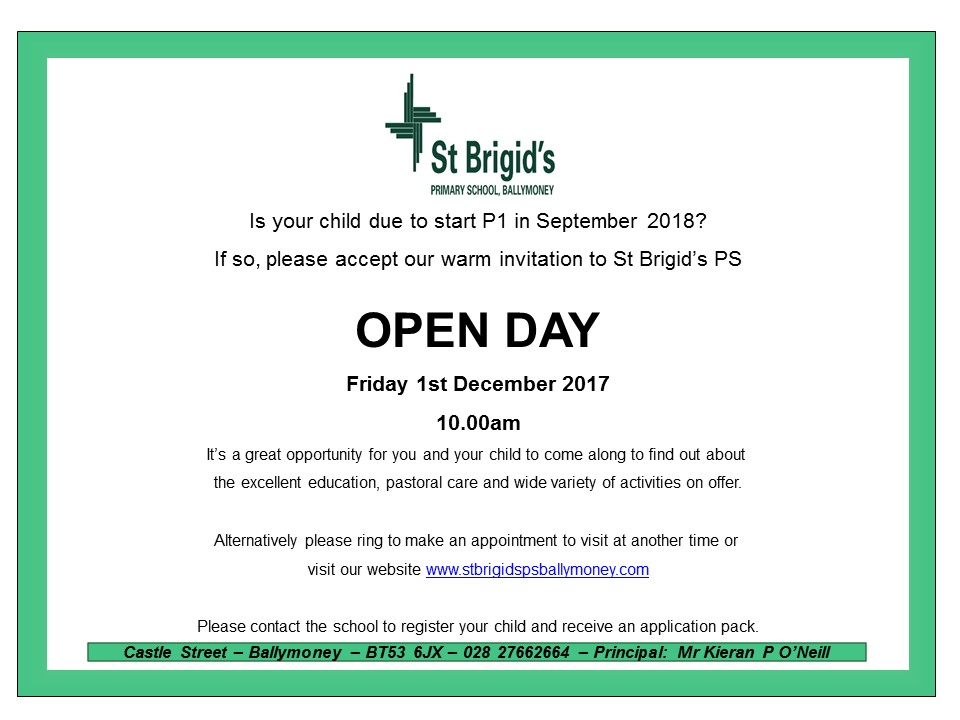 St Brigid's
PRIMARY SCHOOL, BALLYMONEY
Is your child due to start P1 in September 2018?
If so, please accept our warm invitation to St Brigid’s PS
OPEN DAY
Friday 1st December 2017
10.00am
It’s a great opportunity for you and your child to come along to find out about
the excellent education, pastoral care and wide variety of activities on offer.
Alternatively please ring to make an appointment to visit at another time or
visit our website www.stbrigidspsballymoney.com
Please contact the school to register your child and receive an application pack.
Castle Street – Ballymoney – BT53 6JX – 028 27662664 – Principal: Mr Kieran P O’Neill